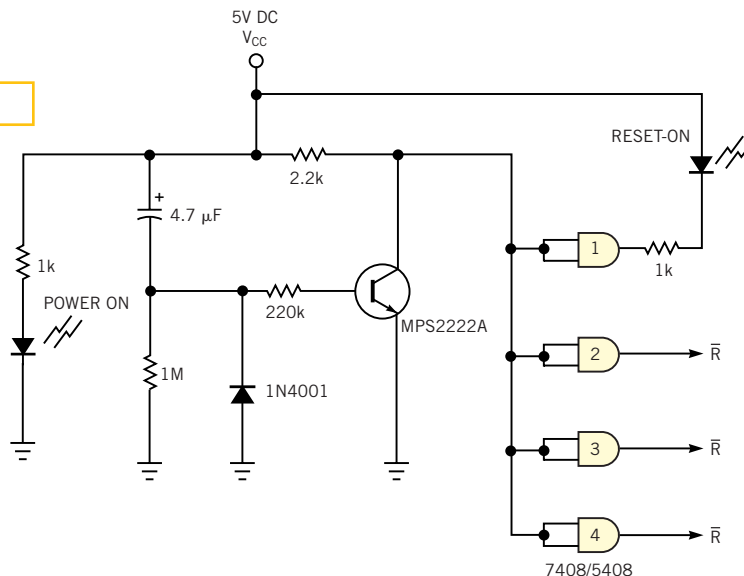 5V DC
VCC
RESET-ON
2.2k
+
4.7 µF
1k
1
1k
POWER ON
220k
MPS2222A
2
R̅
1M
1N4001
3
R̅
4
R̅
7408/5408